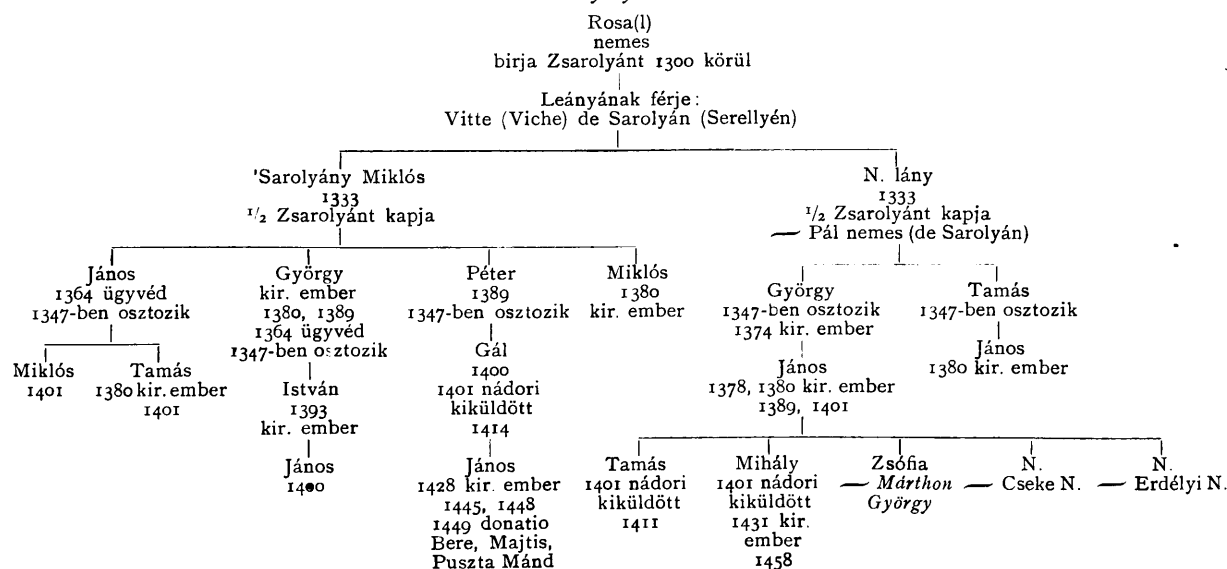 Rosa(l)
nemes
birja Zsarolyánt 1300 körül
Leányának férje:
Vitte (Viche) de Sarolyán (Serellyén)
'Sarolyány Miklós
1333
1/2 Zsarolyánt kapja
N. lány
1333
1/2 Zsarolyánt kapja
— Pál nemes (de Sarolyán)
János
1364 ügyvéd
1347-ben osztozik
György
kir. ember
1380, 1389
1364 ügyvéd
1347-ben osztozik
Péter
1389
1347-ben osztozik
Miklós
1380
kir. ember
György
1347-ben osztozik
1374 kir. ember
Tamás
1347-ben osztozik
Miklós
1401
Tamás
1380 kir. ember
1401
István
1393
kir. ember
Gál
1400
1401 nádori
kiküldött
1414
János
1378, 1380 kir. ember
1389, 1401
János
1380 kir. ember
János
1400
János
1428 kir. ember
1445, 1448
1449 donatio
Bere, Majtis,
Puszta Mánd
Tamás
1401 nádori
kiküldött
1411
Mihály
1401 nádori
kiküldött
1431 kir.
ember
1458
Zsófia
— Márthon
György
N.
— Cseke N.
N.
— Erdélyi N.